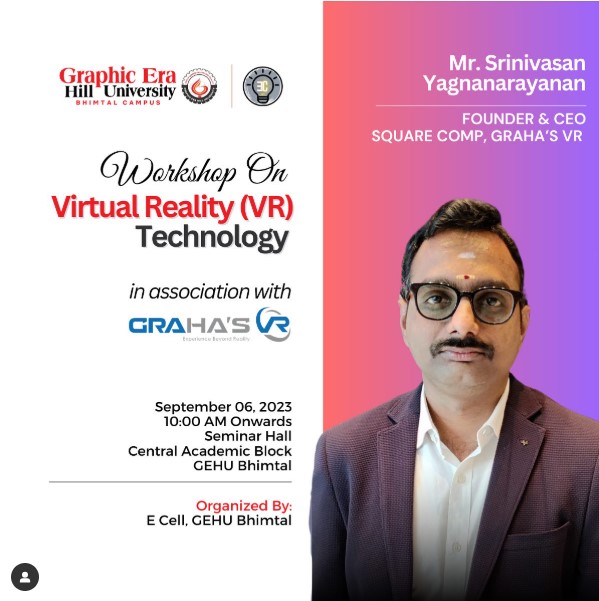 Graphic Era
Hill University
BHIMTAL CAMPUS
Workshop On
Virtual Reality (VR)
Technology
in association with
GRAHA'S VR
Experience Beyond Reality
September 06, 2023
10:00 AM Onwards
Seminar Hall
Central Academic Block
GEHU Bhimtal
Organized By:
E Cell, GEHU Bhimtal
Mr. Srinivasan
Yagnanarayanan
FOUNDER & CEO
SQUARE COMP, GRAHA'S VR